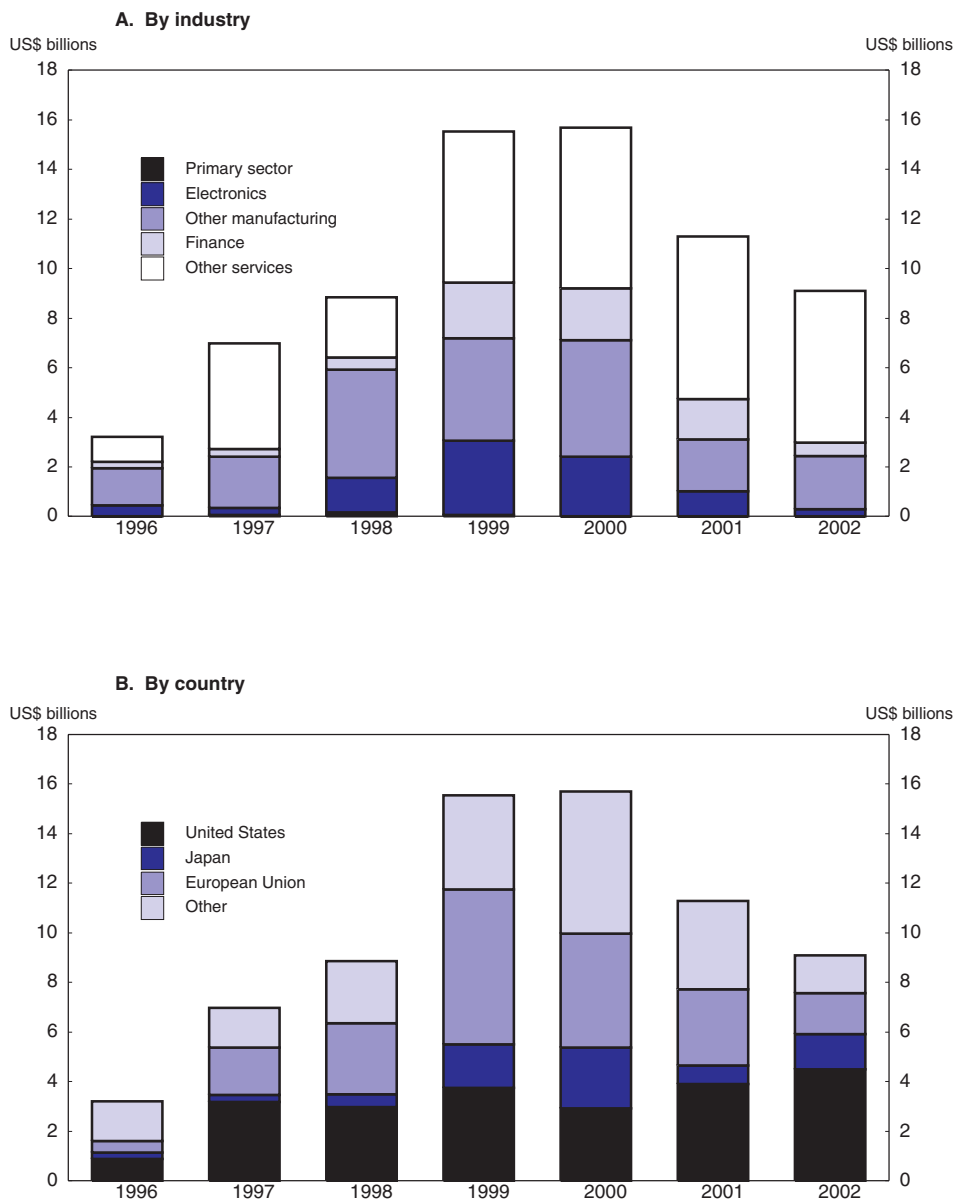 A. By industry
US$ billions US$ billions
18 18
16 16
14 14
12 12
10 10
8 8
6 6
4 4
2 2
0 0
Primary sector
Electronics
Other manufacturing
Finance
Other services
1996 1997 1998 1999 2000 2001 2002
B. By country
US$ billions US$ billions
18 18
16 16
14 14
12 12
10 10
8 8
6 6
4 4
2 2
0 0
United States
Japan
European Union
Other
1996 1997 1998 1999 2000 2001 2002